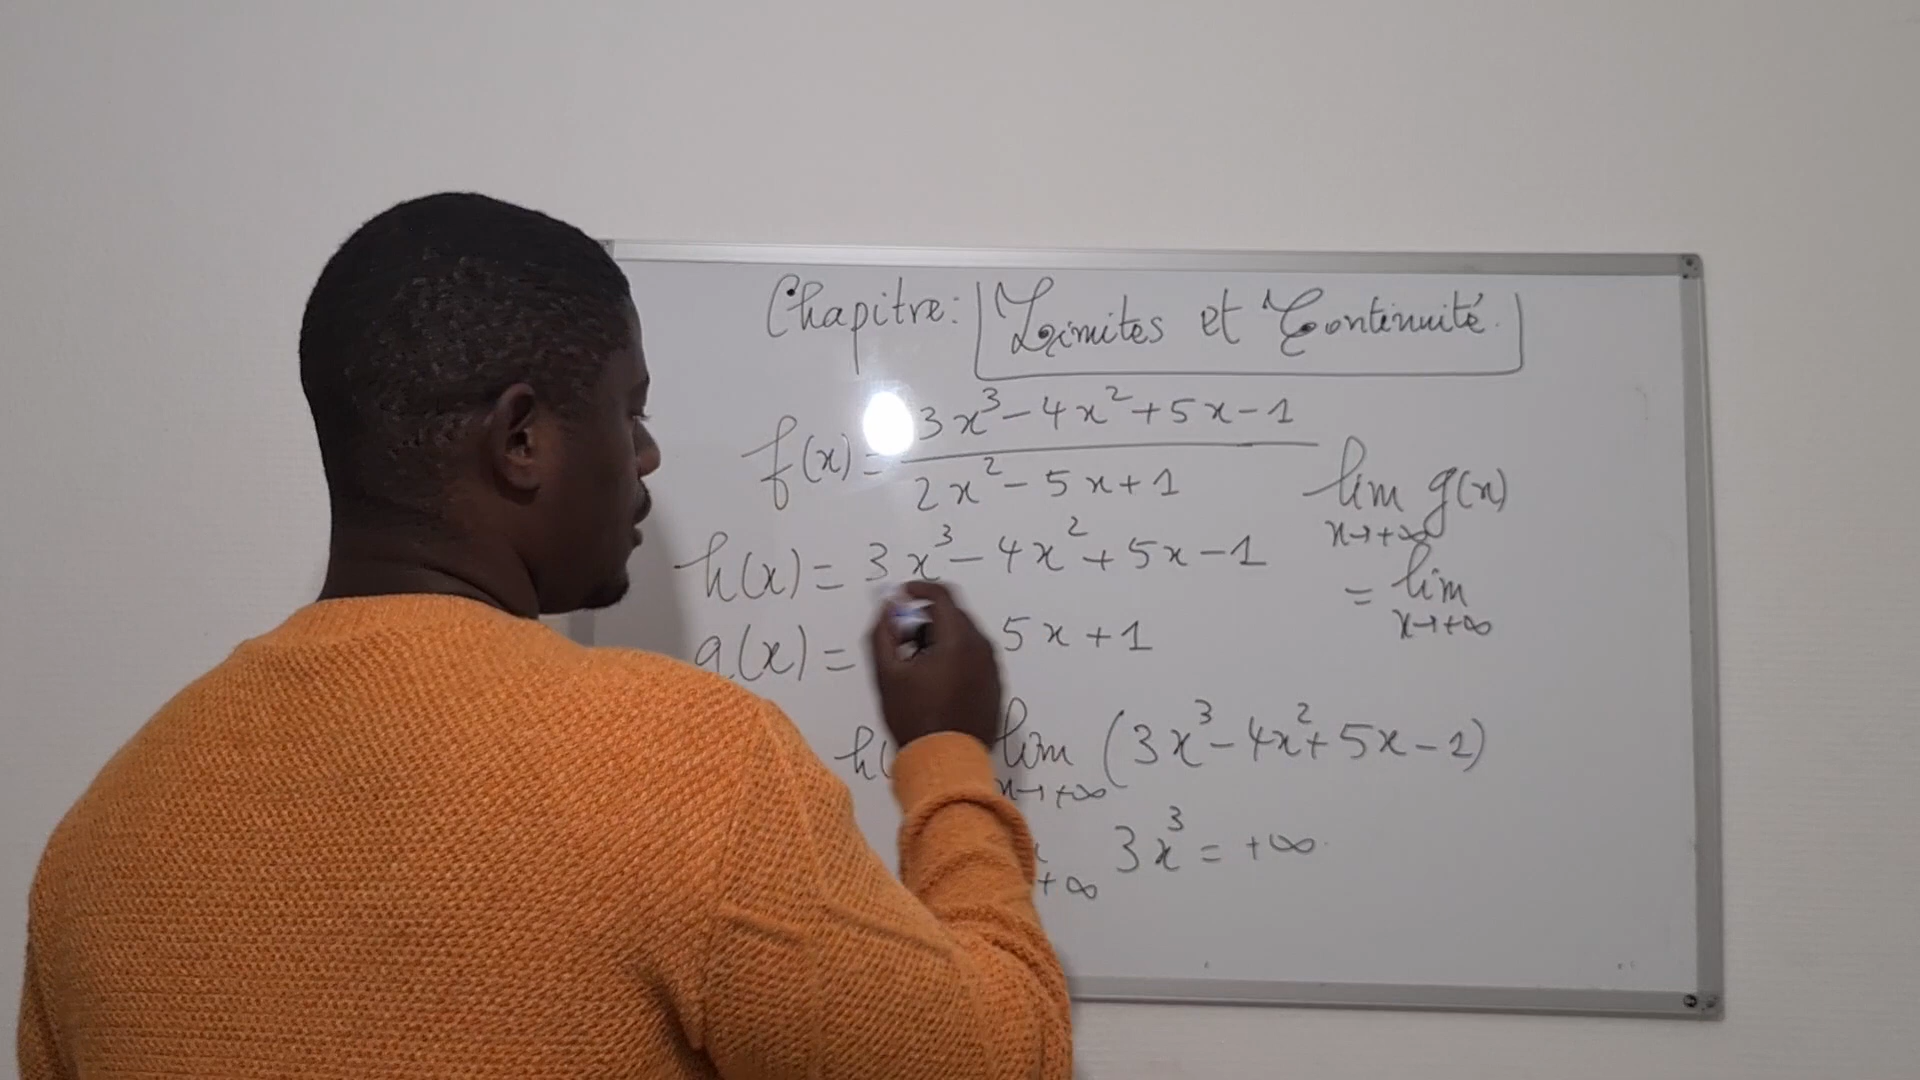 Chapitre: Limites et Continuité.
f(x) = (3x³ - 4x² + 5x - 1) / (2x² - 5x + 1)
h(x) = 3x³ - 4x² + 5x - 1
g(x) = 5x + 1
h( lim x→+∞ (3x³ - 4x² + 5x - 1)
+∞ 3x³ = +∞
lim x→+∞ g(x)
= lim x→+∞